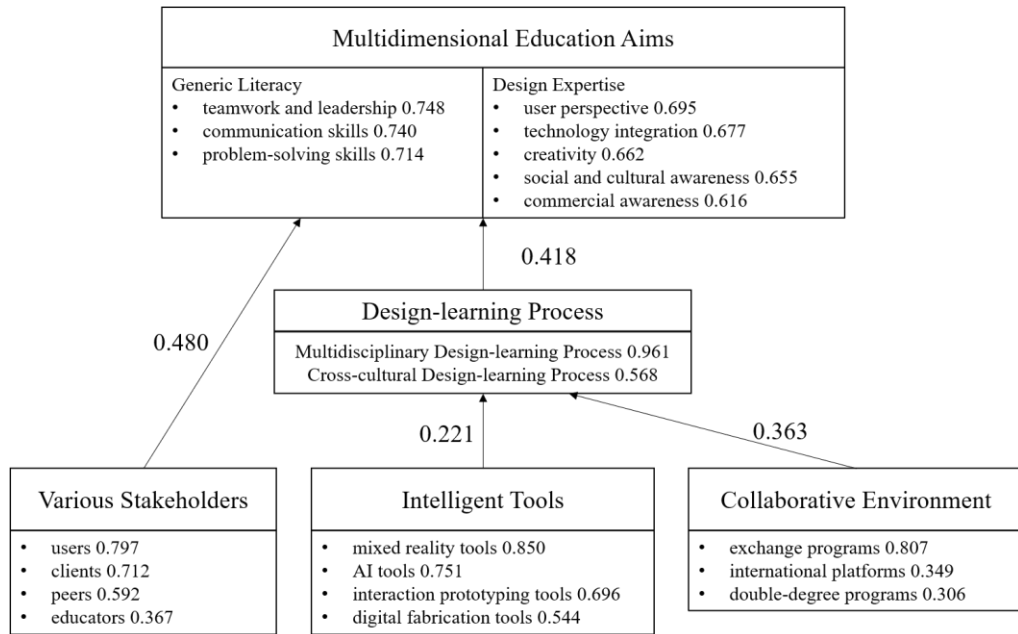 Multidimensional Education Aims
Generic Literacy
• teamwork and leadership 0.748
• communication skills 0.740
• problem-solving skills 0.714
Design Expertise
• user perspective 0.695
• technology integration 0.677
• creativity 0.662
• social and cultural awareness 0.655
• commercial awareness 0.616
0.418
Design-learning Process
Multidisciplinary Design-learning Process 0.961
Cross-cultural Design-learning Process 0.568
0.480
0.221
0.363
Various Stakeholders
• users 0.797
• clients 0.712
• peers 0.592
• educators 0.367
Intelligent Tools
• mixed reality tools 0.850
• AI tools 0.751
• interaction prototyping tools 0.696
• digital fabrication tools 0.544
Collaborative Environment
• exchange programs 0.807
• international platforms 0.349
• double-degree programs 0.306